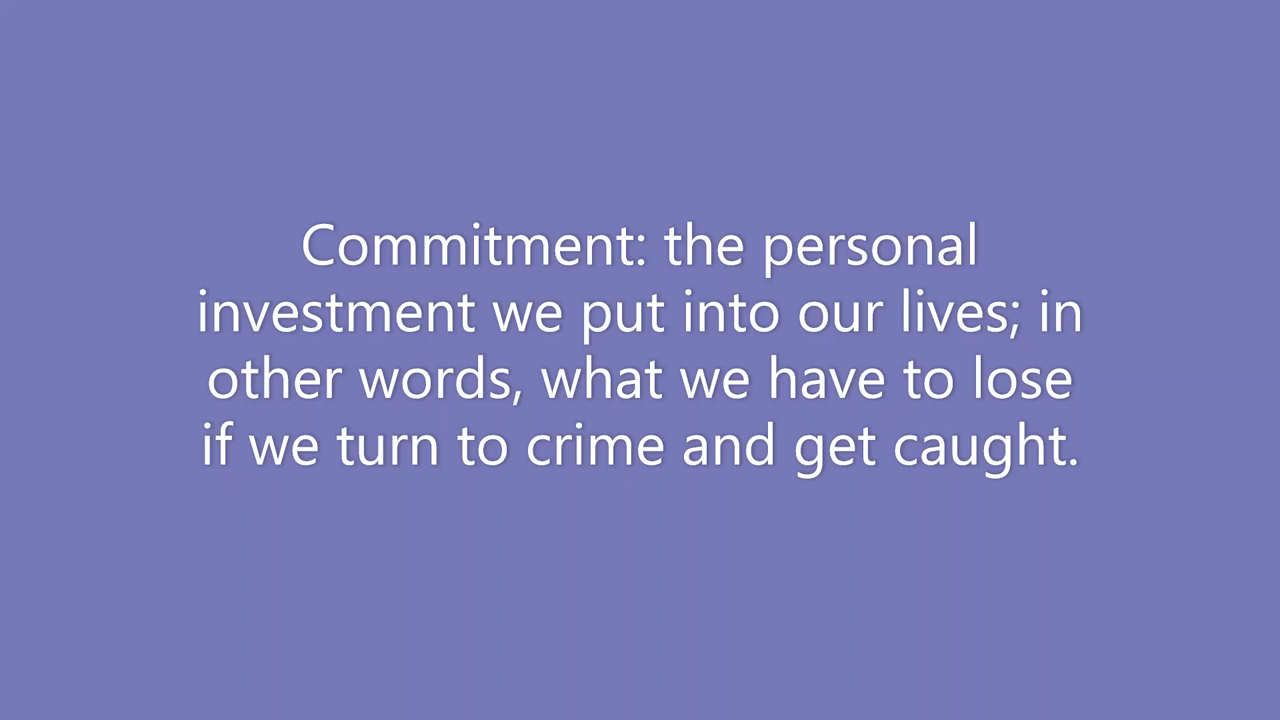 Commitment: the personal
investment we put into our lives; in
other words, what we have to lose
if we turn to crime and get caught.